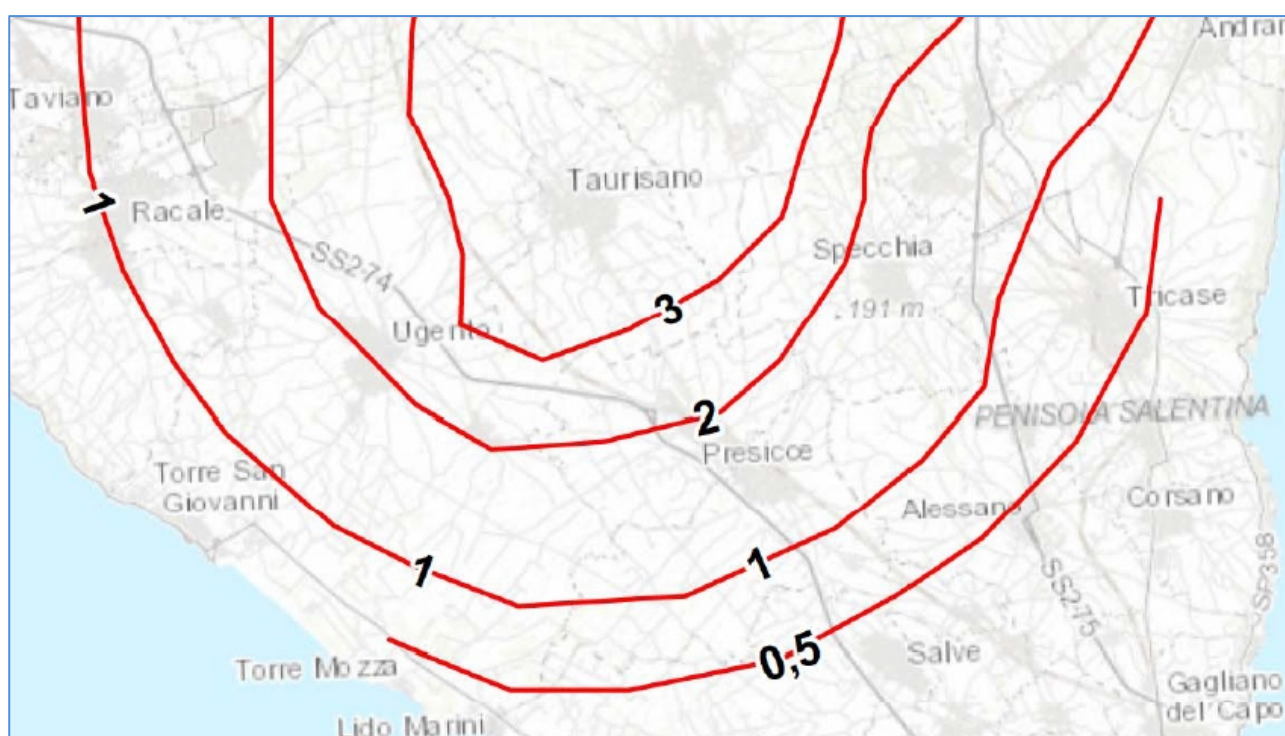 Andran
Taviano
Taurisano
1
Racale
SS274
Specchia
191 m
Tricase
3
Ugento
2
PENISOLA SALENTINA
Presicce
Torre San
Giovanni
Alessano
Corsano
1
1
SP358
SS275
0,5
Salve
Torre Mozza
Gagliano
del Capo
Lido Marini